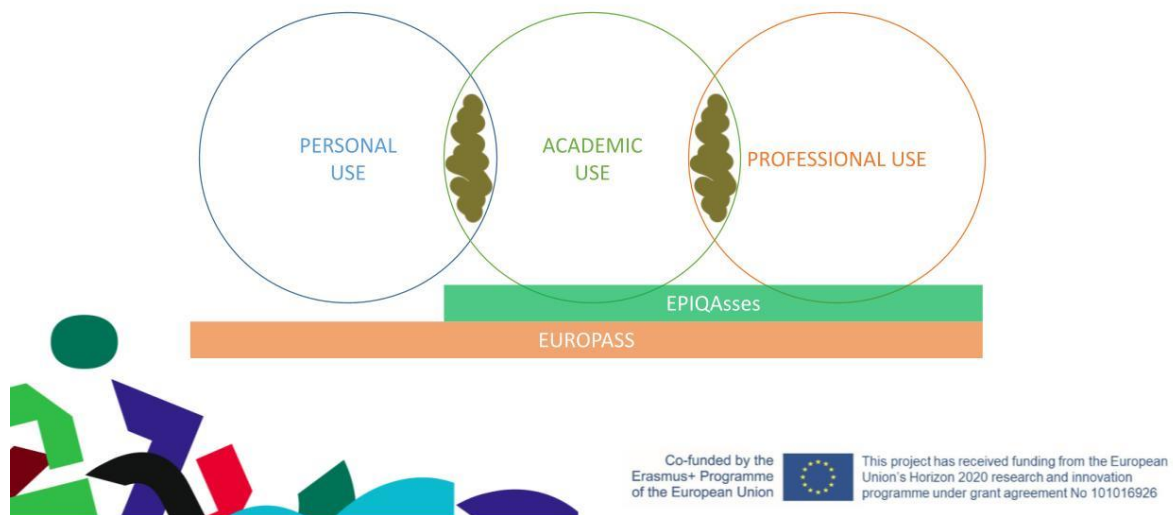 PERSONAL
USE
ACADEMIC
USE
PROFESSIONAL USE
EPIQAsses
EUROPASS
Co-funded by the
Erasmus+ Programme
of the European Union
This project has received funding from the European
Union's Horizon 2020 research and innovation
programme under grant agreement No 101016926